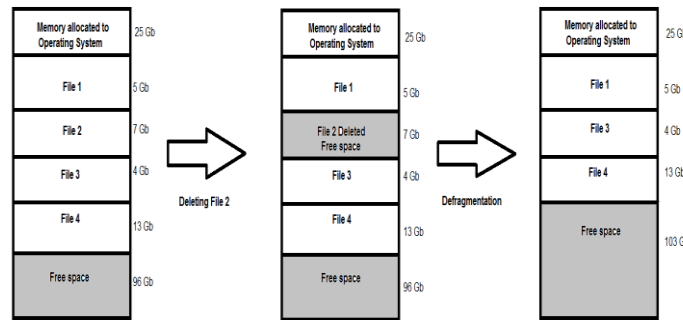 Memory allocated to
Operating System
25 Gb
File 1
5 Gb
File 2
7 Gb
File 3
4 Gb
File 4
13 Gb
Free space
96 Gb
Deleting File 2
Memory allocated to
Operating System
25 Gb
File 1
5 Gb
File 2 Deleted
Free space
7 Gb
File 3
4 Gb
File 4
13 Gb
Free space
96 Gb
Defragmentation
Memory allocated to
Operating System
25 Gb
File 1
5 Gb
File 3
4 Gb
File 4
13 Gb
Free space
103 G